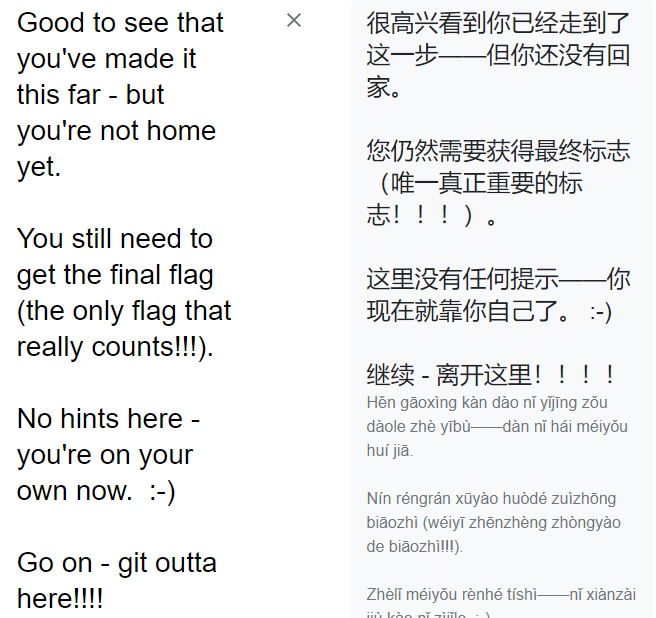 Good to see that
you've made it
this far - but
you're not home
yet.
You still need to
get the final flag
(the only flag that
really counts!!!).
No hints here -
you're on your
own now.  :-)
Go on - git outta
here!!!!
很高兴看到你已经走到了
这一步——但你还没有回
家。
您仍然需要获得最终标志
（唯一真正重要的标
志！！！）。
这里没有任何提示——你
现在就靠你自己了。 :-)
继续 - 离开这里！！！！
Hěn gāoxìng kàn dào nǐ yǐjīng zǒu
dàole zhè yībù——dàn nǐ hái méiyǒu
huí jiā.
Nín réngrán xūyào huòdé zuìzhōng
biāozhì (wéiyī zhēnzhèng zhòngyào
de biāozhì!!!).
Zhèlǐ méiyǒu rènhé tíshì——nǐ xiànzài